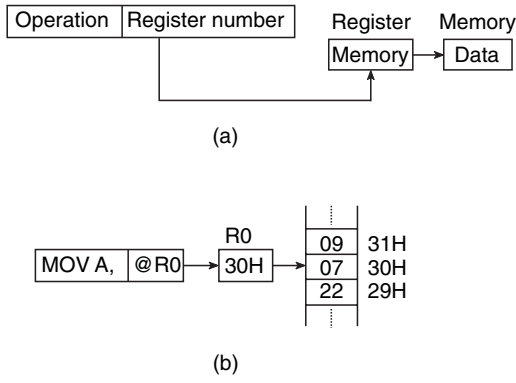 Operation Register number
Register Memory
Memory Data
(a)
R0
MOV A, @R0 30H
09 31H
07 30H
22 29H
(b)